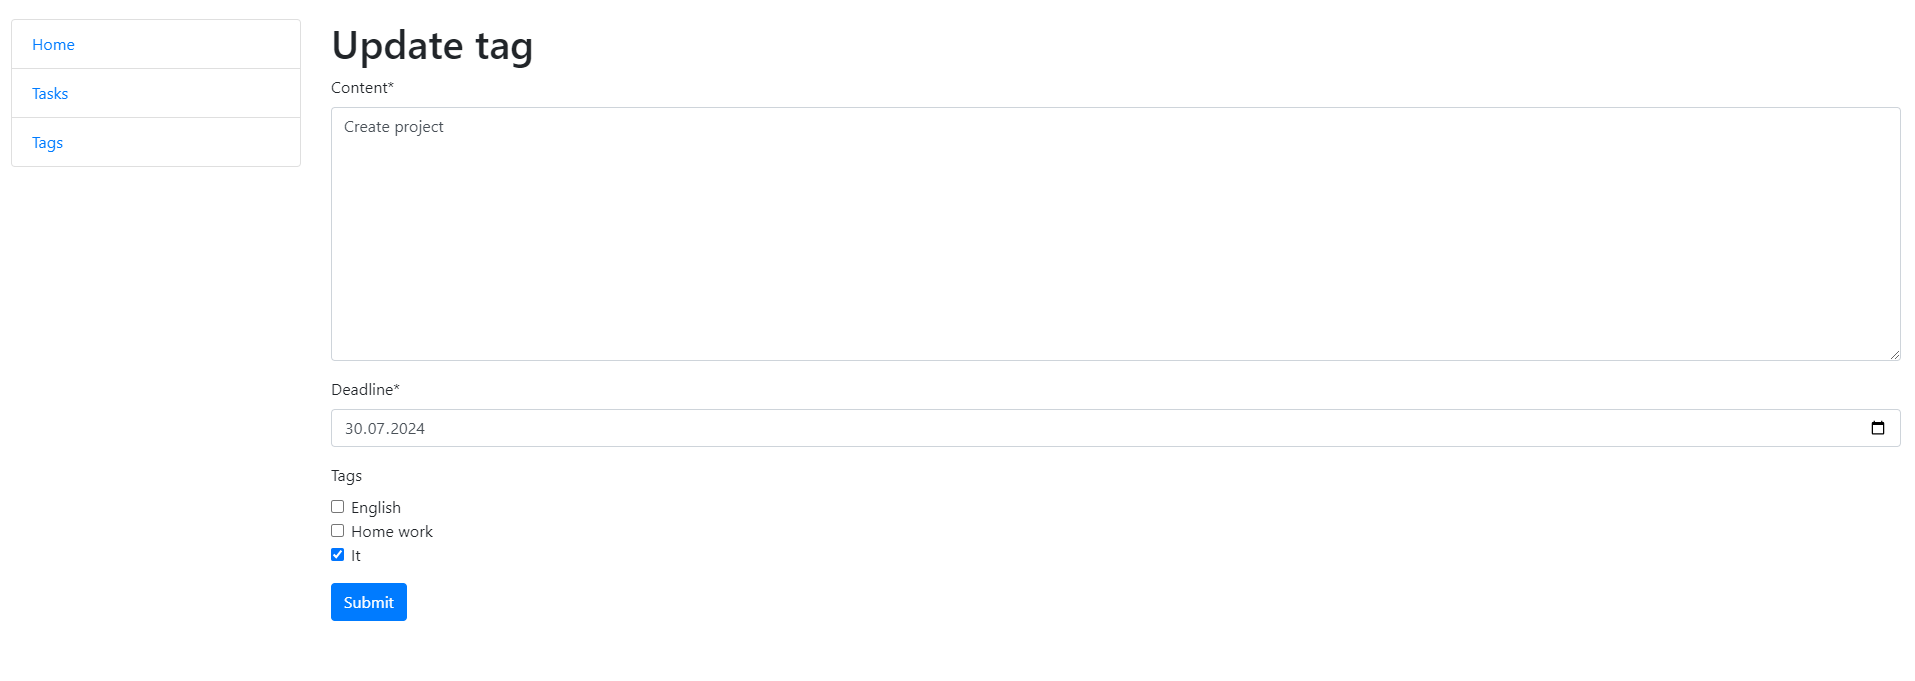 Home
Tasks
Tags
Update tag
Content*
Create project
Deadline*
30.07.2024
Tags
English
Home work
It
Submit